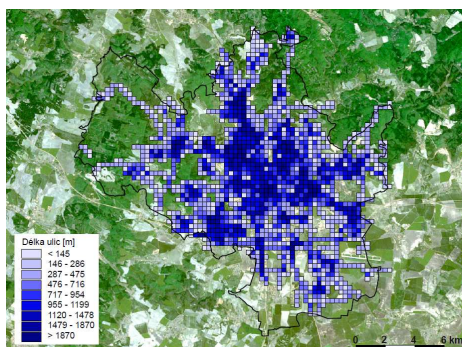 Délka ulic [m]
< 145
146 - 286
287 - 475
476 - 716
717 - 954
955 - 1199
1120 - 1478
1479 - 1870
> 1870
0 2 4 6 km